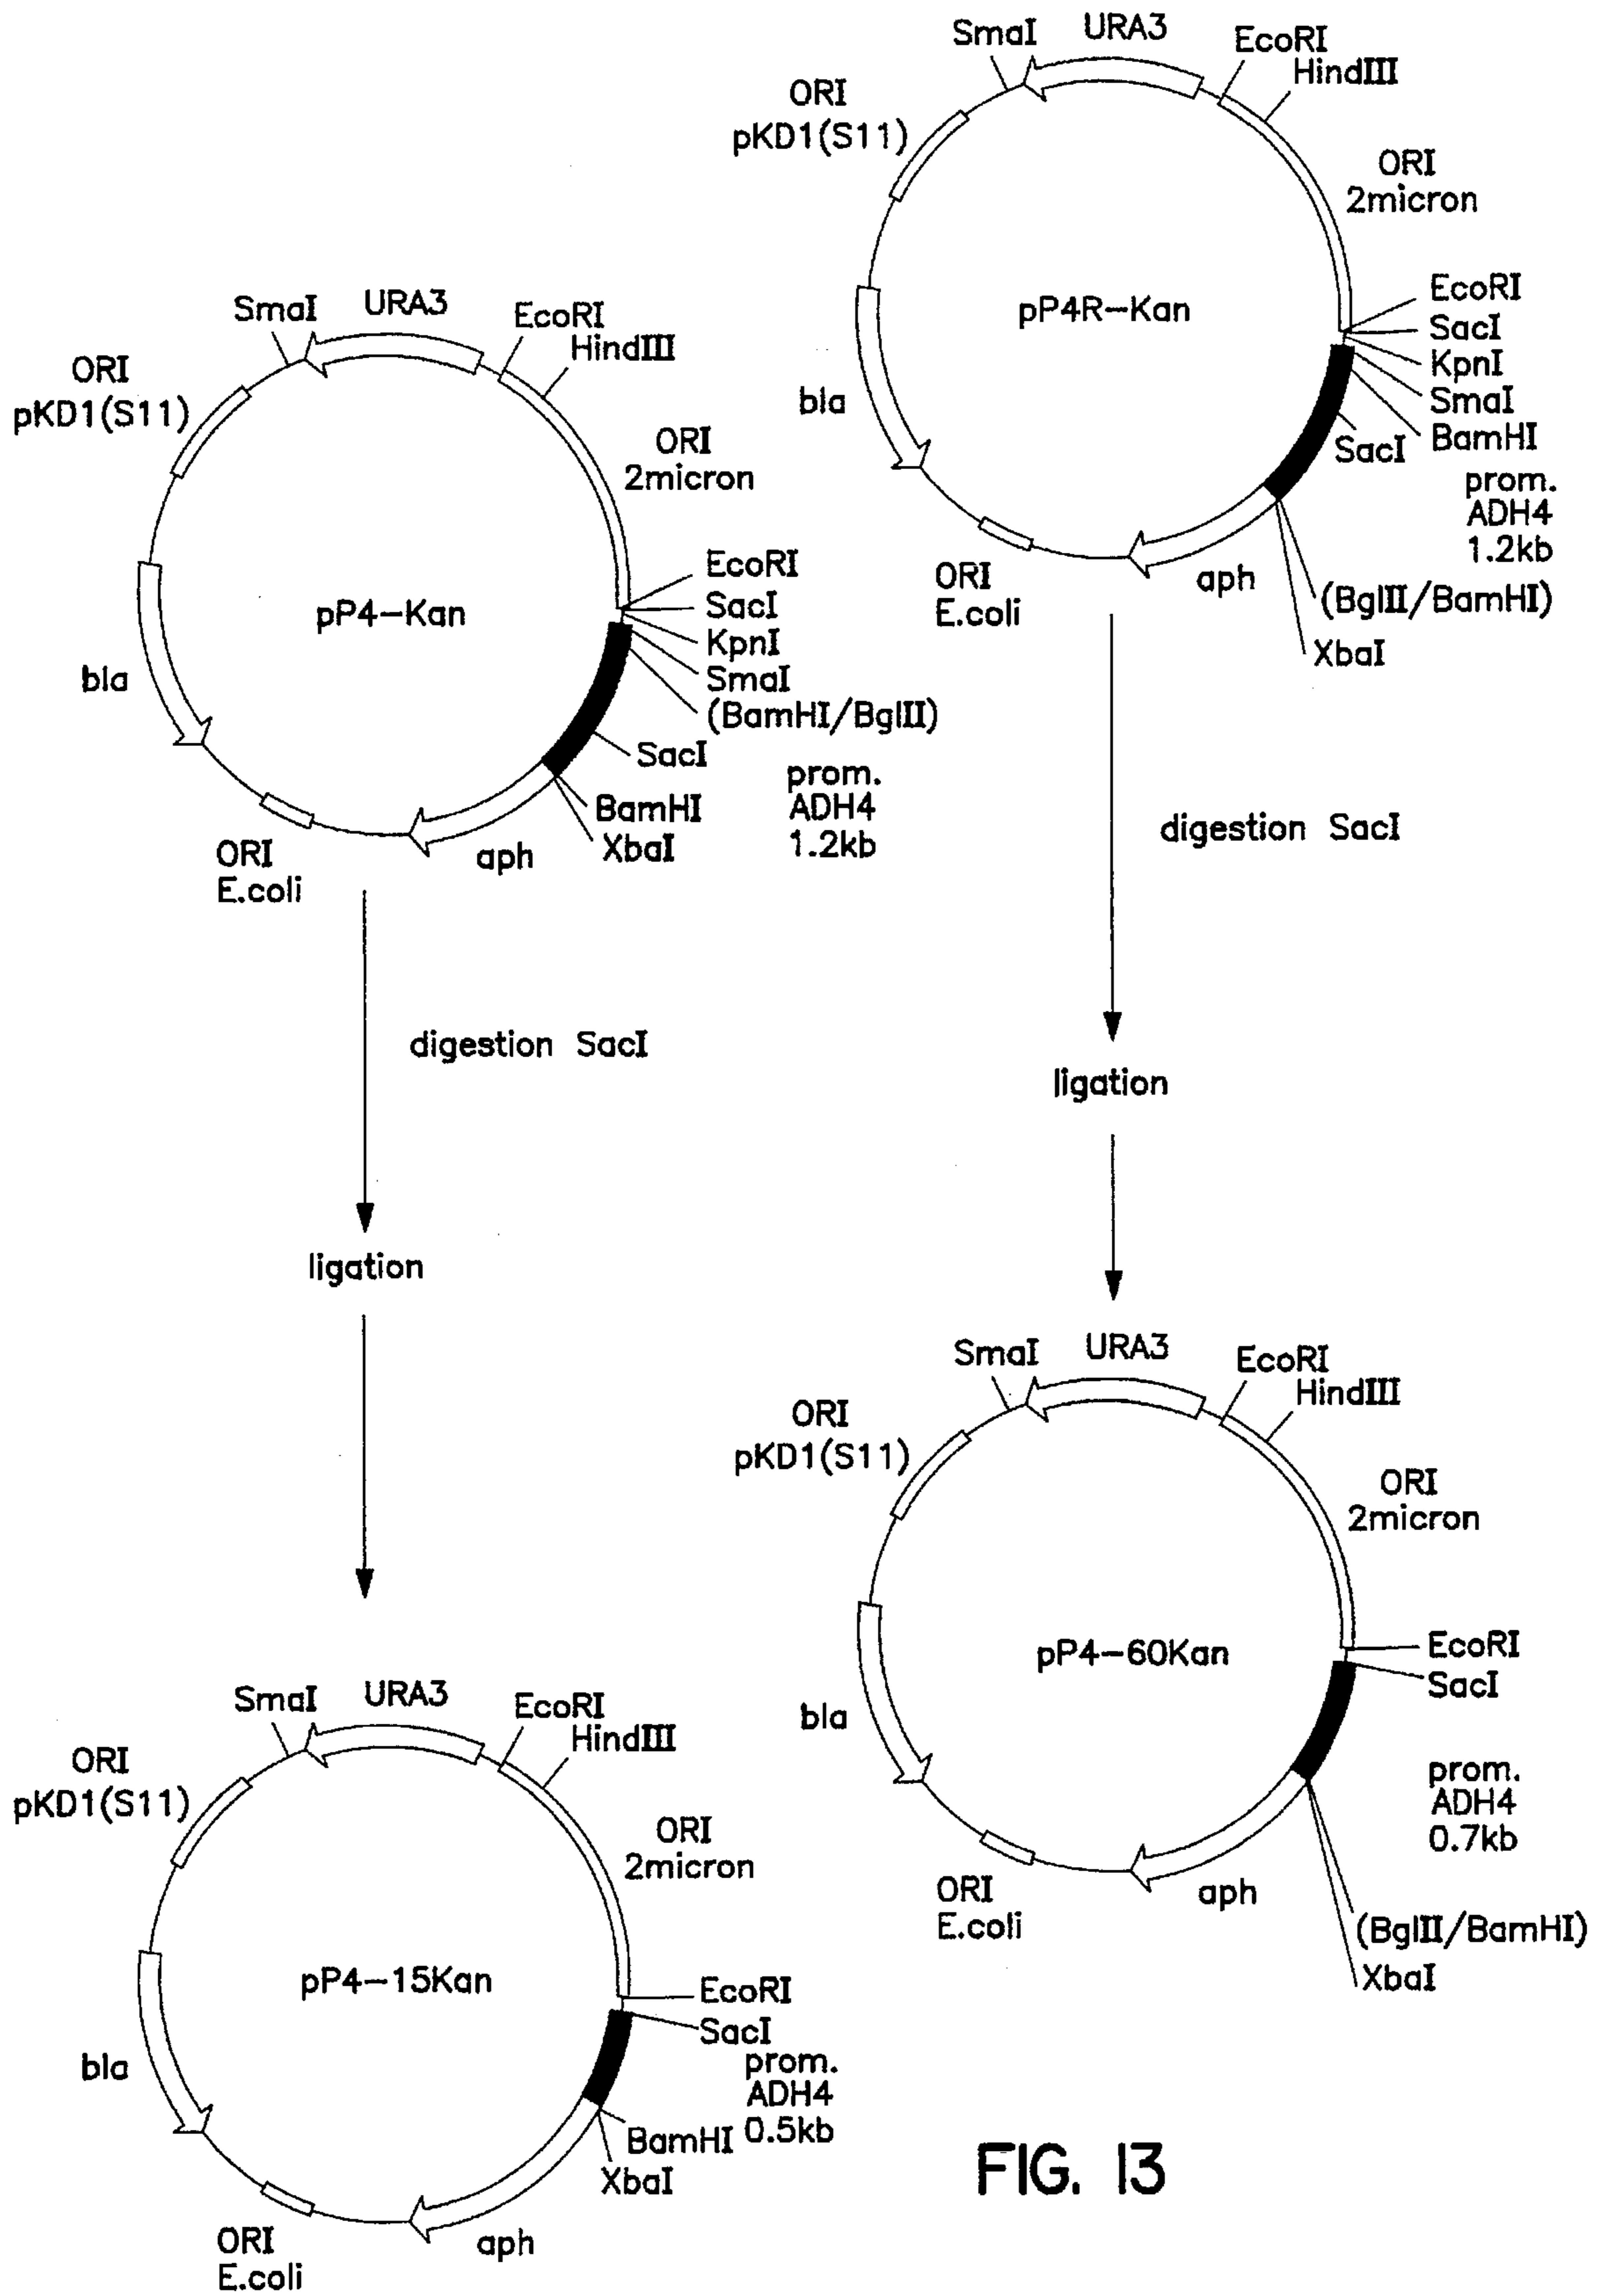 SmaI
URA3
EcoRI
HindIII
ORI
pKD1(S11)
ORI
2micron
pP4R-Kan
EcoRI
SacI
KpnI
SmaI
BamHI
SacI
bla
prom.
ADH4
1.2kb
ORI
E.coli
aph
(BglII/BamHI)
XbaI
SmaI
URA3
EcoRI
HindIII
ORI
pKD1(S11)
ORI
2micron
pP4-Kan
EcoRI
SacI
KpnI
SmaI
(BamHI/BglII)
SacI
bla
BamHI
XbaI
prom.
ADH4
1.2kb
ORI
E.coli
aph
digestion SacI
ligation
digestion SacI
ligation
SmaI
URA3
EcoRI
HindIII
ORI
pKD1(S11)
ORI
2micron
pP4-60Kan
EcoRI
SacI
bla
prom.
ADH4
0.7kb
ORI
E.coli
aph
(BglII/BamHI)
XbaI
SmaI
URA3
EcoRI
HindIII
ORI
pKD1(S11)
ORI
2micron
pP4-15Kan
EcoRI
SacI
bla
prom.
ADH4
0.5kb
BamHI
XbaI
ORI
E.coli
aph
FIG. 13